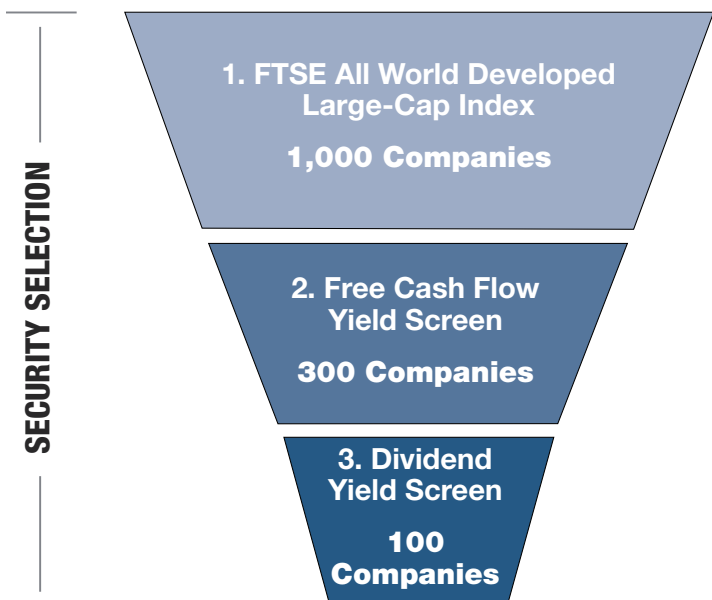 SECURITY SELECTION
1. FTSE All World Developed
Large-Cap Index
1,000 Companies
2. Free Cash Flow
Yield Screen
300 Companies
3. Dividend
Yield Screen
100
Companies